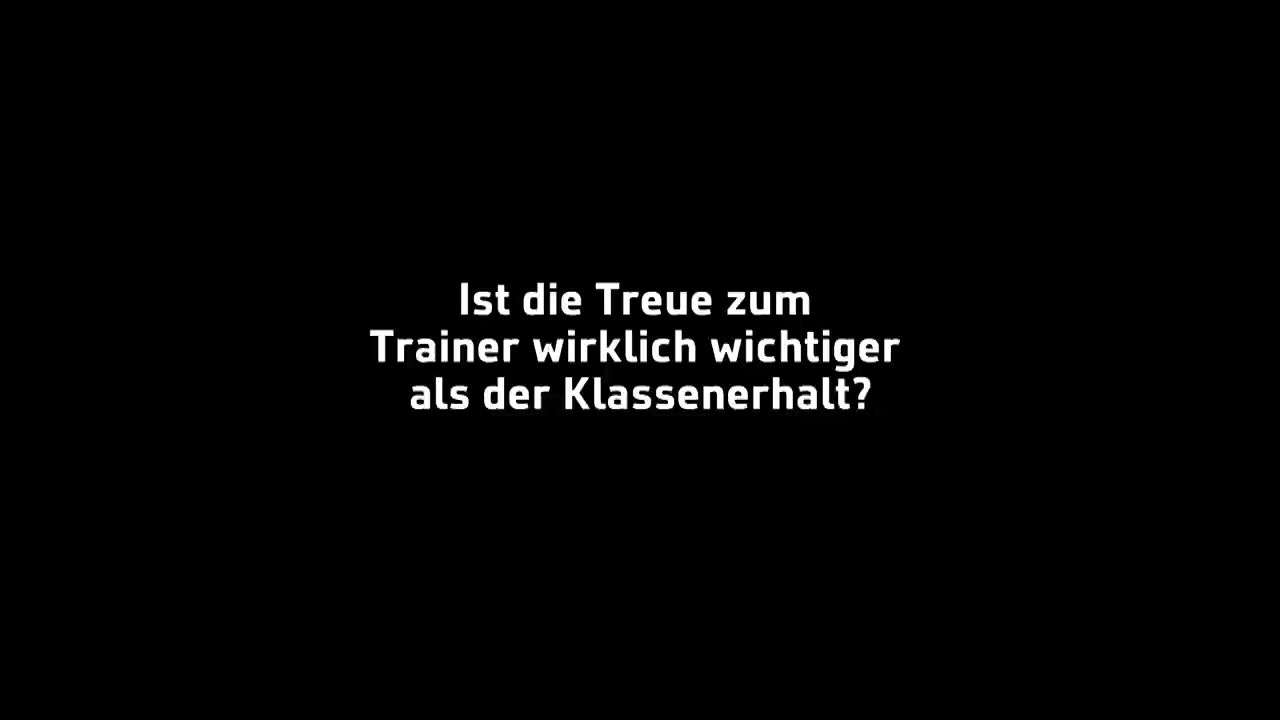 Ist die Treue zum
Trainer wirklich wichtiger
als der Klassenerhalt?